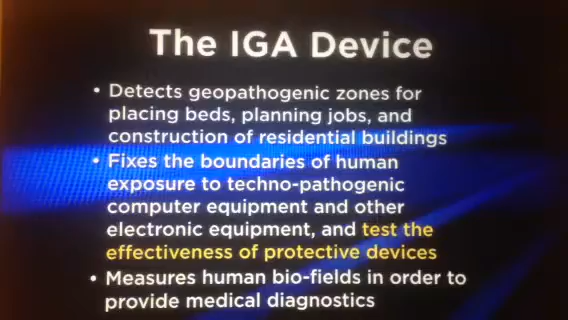 The IGA Device
• Detects geopathogenic zones for
placing beds, planning jobs, and
construction of residential buildings
• Fixes the boundaries of human
exposure to techno-pathogenic
computer equipment and other
electronic equipment, and test the
effectiveness of protective devices
• Measures human bio-fields in order to
provide medical diagnostics